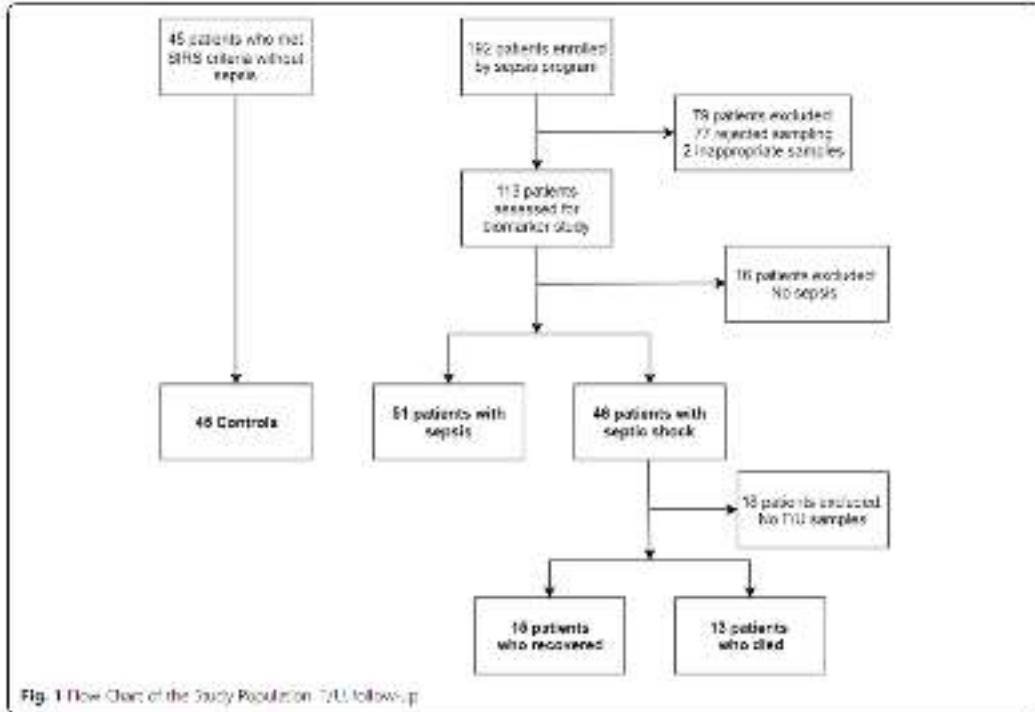 45 patients who met
SIRS criteria without
sepsis
192 patients enrolled
by sepsis program
79 patients excluded
77 rejected sampling
2 inappropriate samples
113 patients
assessed for
biomarker study
16 patients excluded
No sepsis
45 Controls
51 patients with
sepsis
46 patients with
septic shock
18 patients excluded
No F/U samples
15 patients
who recovered
13 patients
who died
Fig. 1 Flow Chart of the Study Population. F/U, follow-up